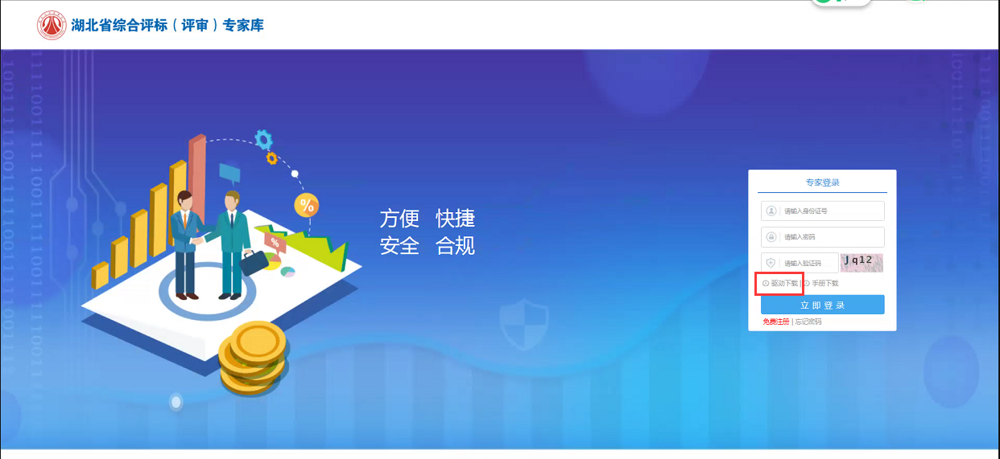 湖北省综合评标（评审）专家库
方便 快捷
安全 合规
%
%
专家登录
请输入身份证号
请输入密码
请输入验证码 Jq12
驱动下载 | 手册下载
立即登录
免费注册 | 忘记密码